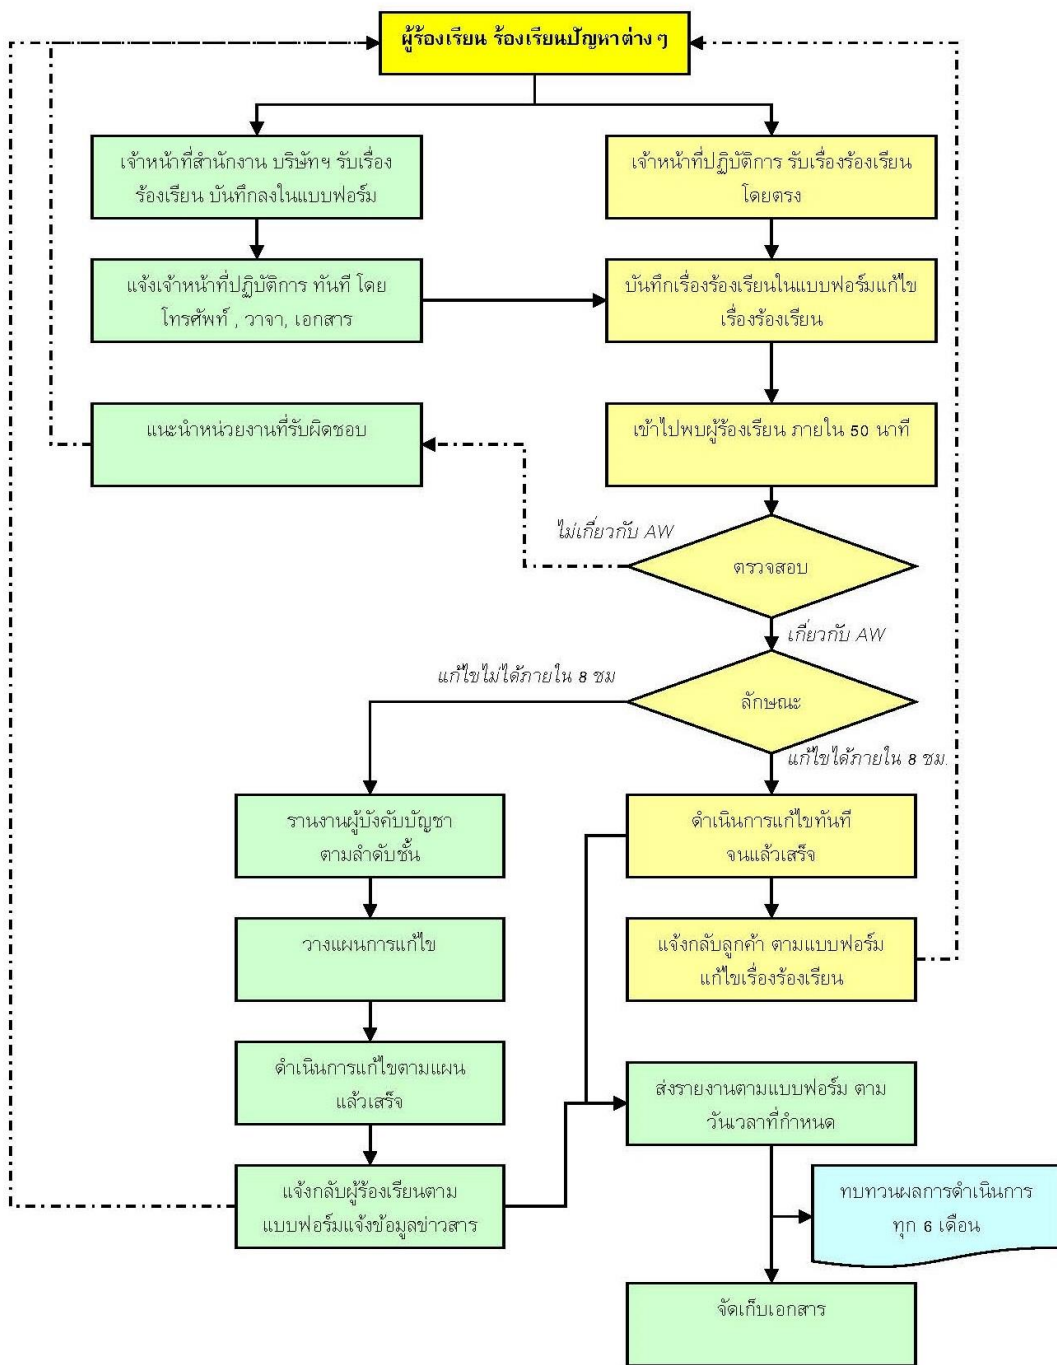 ผู้ร้องเรียน ร้องเรียนปัญหาต่าง ๆ
เจ้าหน้าที่สำนักงาน บริษัทฯ รับเรื่อง
ร้องเรียน บันทึกลงในแบบฟอร์ม
เจ้าหน้าที่ปฏิบัติการ รับเรื่องร้องเรียน
โดยตรง
แจ้งเจ้าหน้าที่ปฏิบัติการ ทันที โดย
โทรศัพท์ , วาจา, เอกสาร
บันทึกเรื่องร้องเรียนในแบบฟอร์มแก้ไข
เรื่องร้องเรียน
แนะนำหน่วยงานที่รับผิดชอบ
เข้าไปพบผู้ร้องเรียน ภายใน 50 นาที
ไม่เกี่ยวกับ AW
ตรวจสอบ
เกี่ยวกับ AW
แก้ไขไม่ได้ภายใน 8 ชม
ลักษณะ
แก้ไขได้ภายใน 8 ชม.
รานงานผู้บังคับบัญชา
ตามลำดับชั้น
ดำเนินการแก้ไขทันที
จนแล้วเสร็จ
วางแผนการแก้ไข
แจ้งกลับลูกค้า ตามแบบฟอร์ม
แก้ไขเรื่องร้องเรียน
ดำเนินการแก้ไขตามแผน
แล้วเสร็จ
ส่งรายงานตามแบบฟอร์ม ตาม
วันเวลาที่กำหนด
แจ้งกลับผู้ร้องเรียนตาม
แบบฟอร์มแจ้งข้อมูลข่าวสาร
ทบทวนผลการดำเนินการ
ทุก 6 เดือน
จัดเก็บเอกสาร